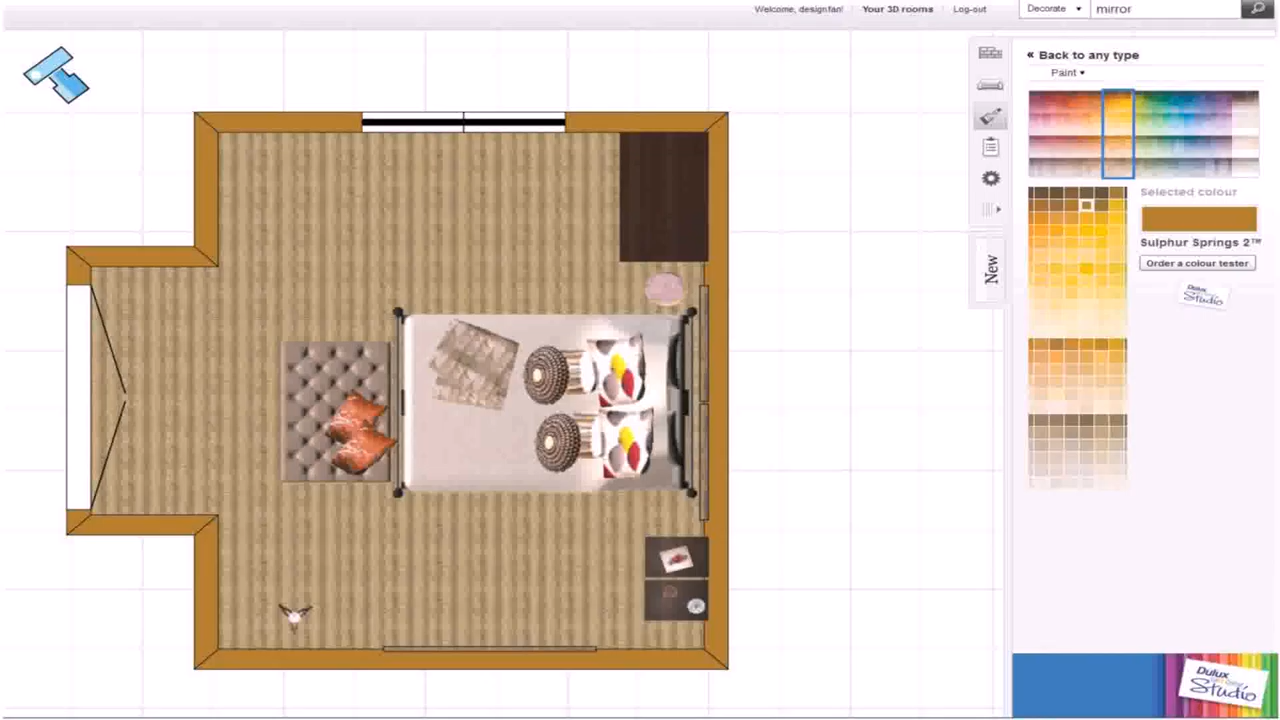 Welcome, designfan!
Your 3D rooms
Log-out
Decorate
mirror
« Back to any type
Paint
Selected colour
Sulphur Springs 2™
Order a colour tester
Dulux
Studio
New
Dulux
Studio